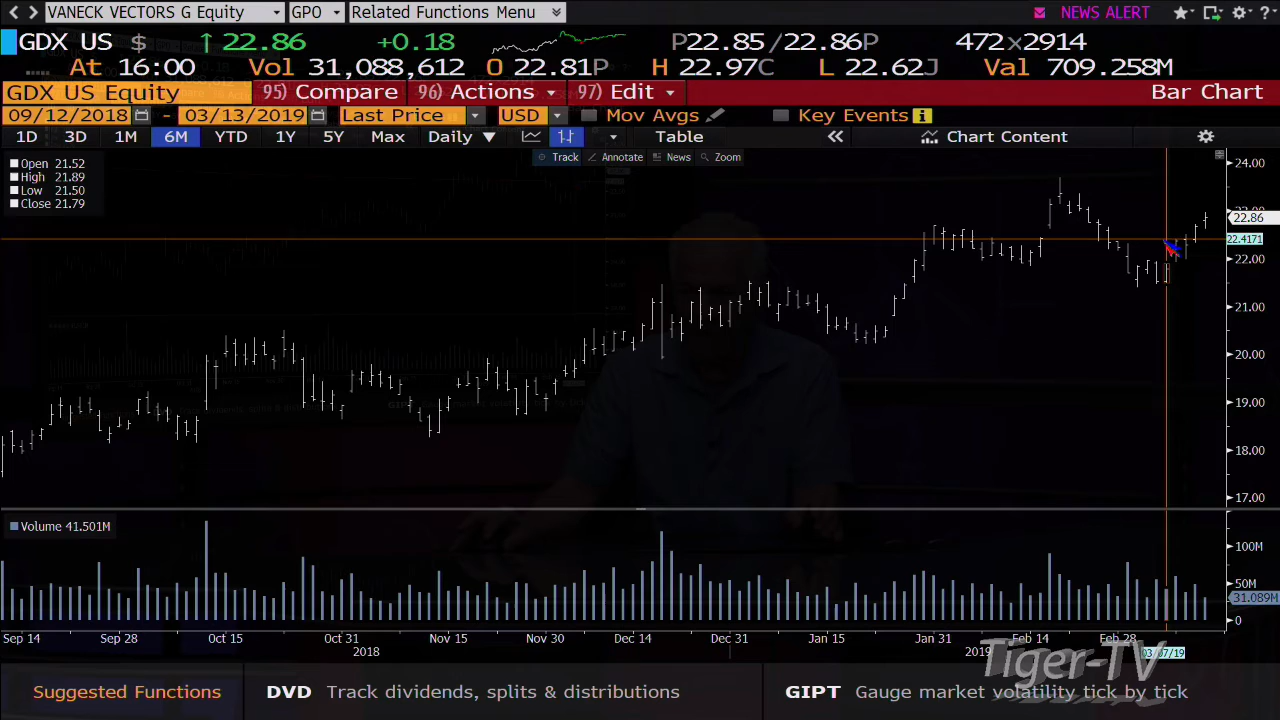 VANECK VECTORS G Equity GPO Related Functions Menu NEWS ALERT ?
GDX US $ ↑ 22.86 +0.18 P22.85/22.86P 472x2914
At 16:00 Vol 31,088,612 O 22.81P H 22.97C L 22.62J Val 709.258M
GDX US Equity 95) Compare 96) Actions 97) Edit Bar Chart
09/12/2018 - 03/13/2019 Last Price USD Mov Avgs Key Events i
1D 3D 1M 6M YTD 1Y 5Y Max Daily ▼ Table « Chart Content
Track Annotate News Zoom
Open 21.52
High 21.89
Low 21.50
Close 21.79
24.00
22.86
22.4171
22.00
21.00
20.00
19.00
18.00
17.00
Volume 41.501M
100M
50M
31.089M
0
Sep 14 Sep 28 Oct 15 Oct 31 Nov 15 Nov 30 Dec 14 Dec 31 Jan 15 Jan 31 Feb 14 Feb 28 03/07/19
2018 2019
Tiger-TV
Suggested Functions DVD Track dividends, splits & distributions GIPT Gauge market volatility tick by tick